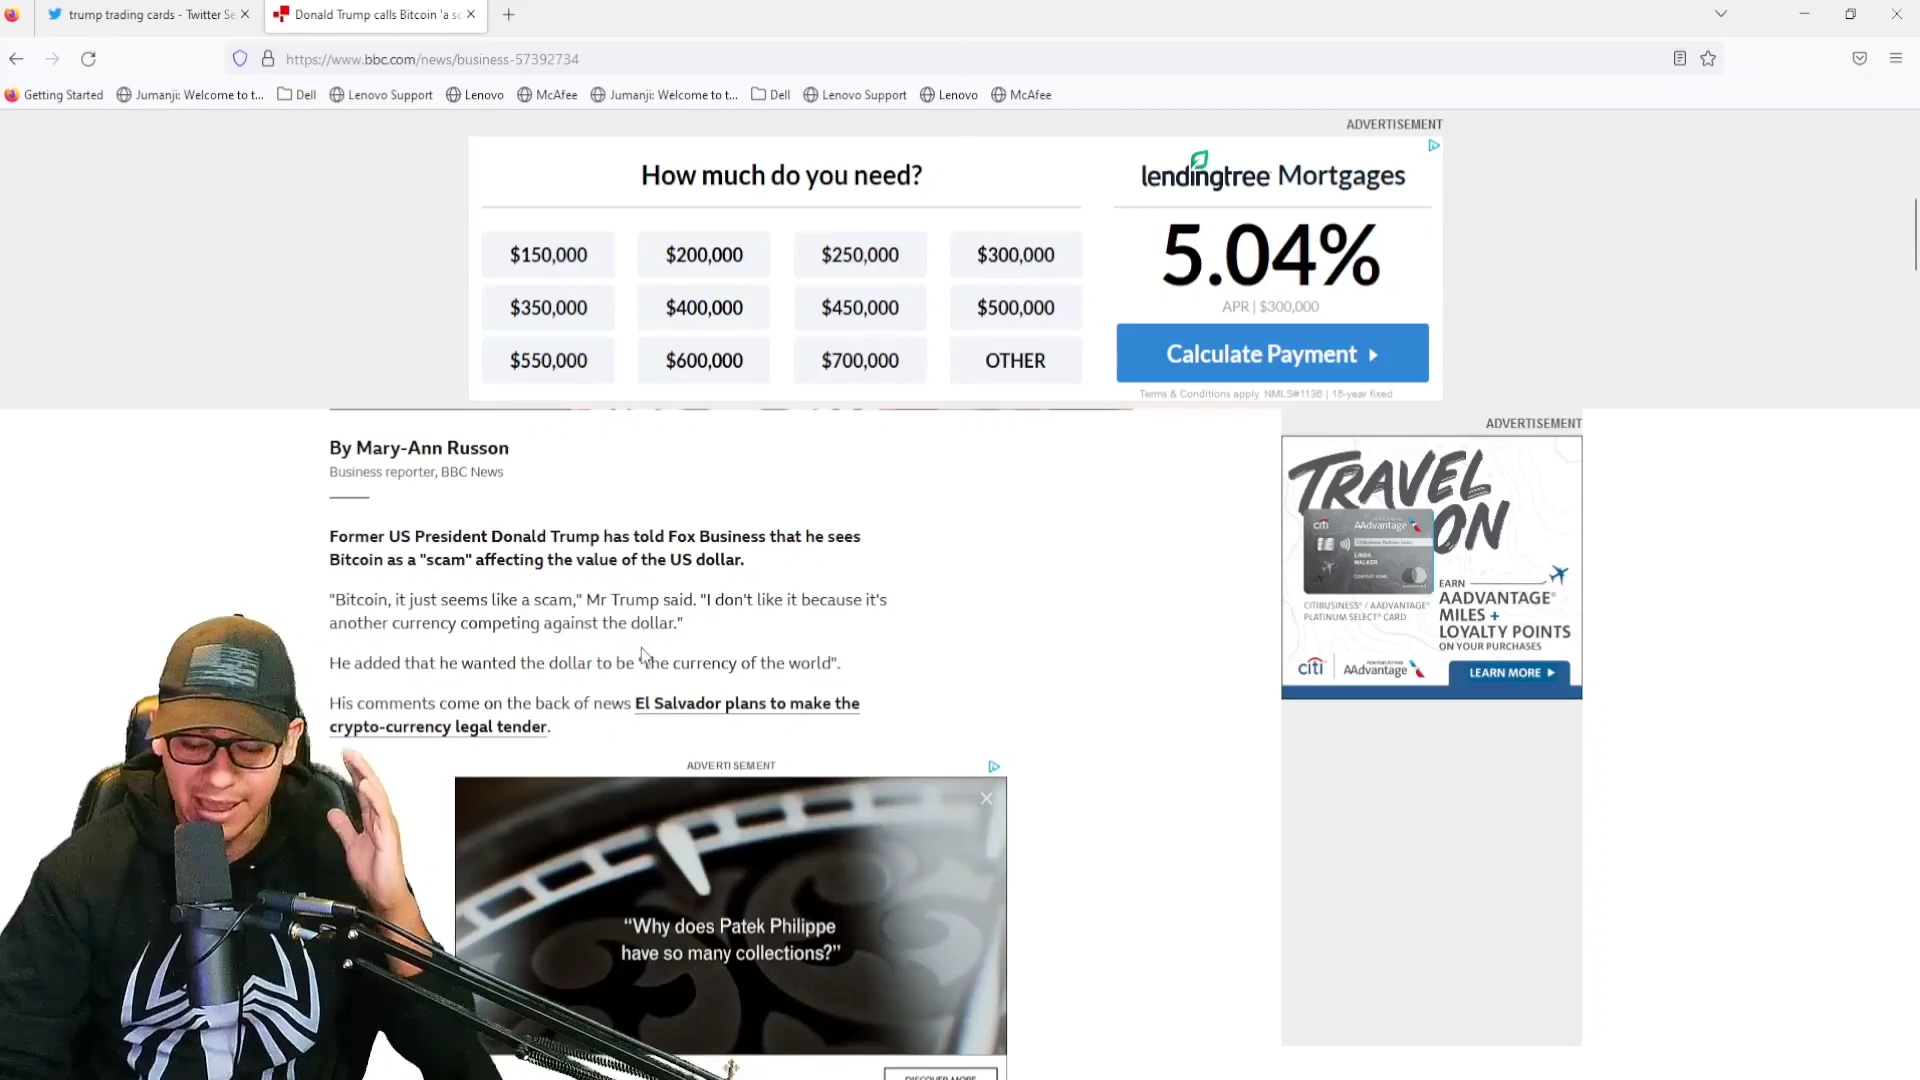 trump trading cards - Twitter Se
Donald Trump calls Bitcoin 'a sc
https://www.bbc.com/news/business-57392734
Getting Started Jumanji: Welcome to t... Dell Lenovo Support Lenovo McAfee Jumanji: Welcome to t... Dell Lenovo Support Lenovo McAfee
ADVERTISEMENT
How much do you need?
$150,000 $200,000 $250,000 $300,000
$350,000 $400,000 $450,000 $500,000
$550,000 $600,000 $700,000 OTHER
lendingtree Mortgages
5.04%
APR | $300,000
Calculate Payment
Terms & Conditions apply. NMLS#1136 | 15-year fixed
By Mary-Ann Russon
Business reporter, BBC News
Former US President Donald Trump has told Fox Business that he sees
Bitcoin as a "scam" affecting the value of the US dollar.
"Bitcoin, it just seems like a scam," Mr Trump said. "I don't like it because it's
another currency competing against the dollar."
He added that he wanted the dollar to be "the currency of the world".
His comments come on the back of news El Salvador plans to make the
crypto-currency legal tender.
ADVERTISEMENT
“Why does Patek Philippe
have so many collections?”
DISCOVER MORE
ADVERTISEMENT
TRAVEL
ON
citi AAdvantage
LINDA
WALKER
CITIBUSINESS® / AADVANTAGE®
PLATINUM SELECT® CARD
EARN
AADVANTAGE®
MILES +
LOYALTY POINTS
ON YOUR PURCHASES
citi AAdvantage
LEARN MORE